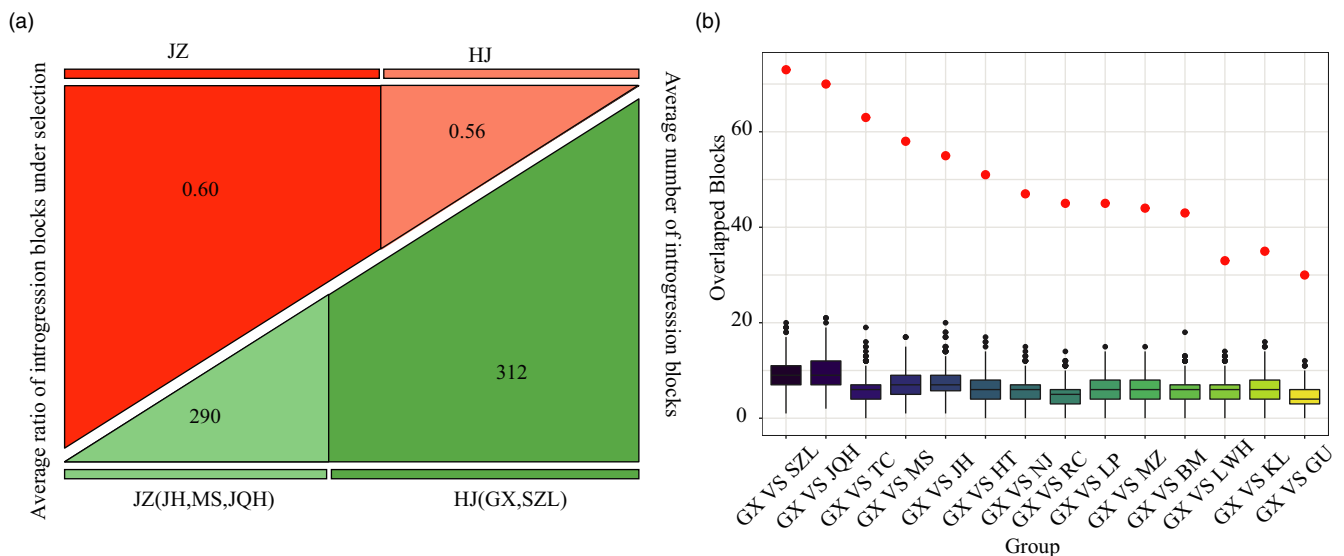 (a)
JZ
HJ
Average ratio of introgression blocks under selection
0.60
0.56
290
312
Average number of introgression blocks
JZ(JH,MS,JQH)
HJ(GX,SZL)
(b)
Overlapped Blocks
60
40
20
0
GX VS SZL
GX VS JQH
GX VS TC
GX VS MS
GX VS JH
GX VS HT
GX VS NJ
GX VS RC
GX VS LP
GX VS MZ
GX VS BM
GX VS LWH
GX VS KL
GX VS GU
Group